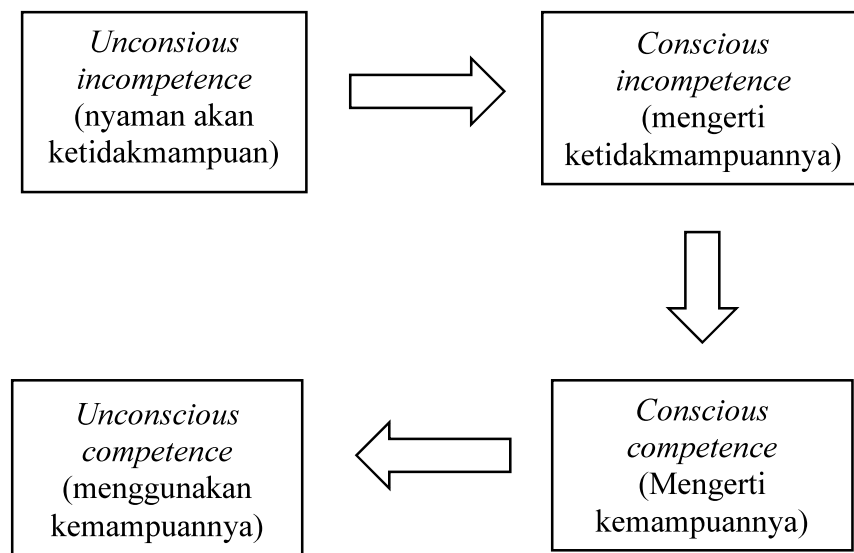 Unconsious
incompetence
(nyaman akan
ketidakmampuan)
Conscious
incompetence
(mengerti
ketidakmampuannya)
Unconscious
competence
(menggunakan
kemampuannya)
Conscious
competence
(Mengerti
kemampuannya)